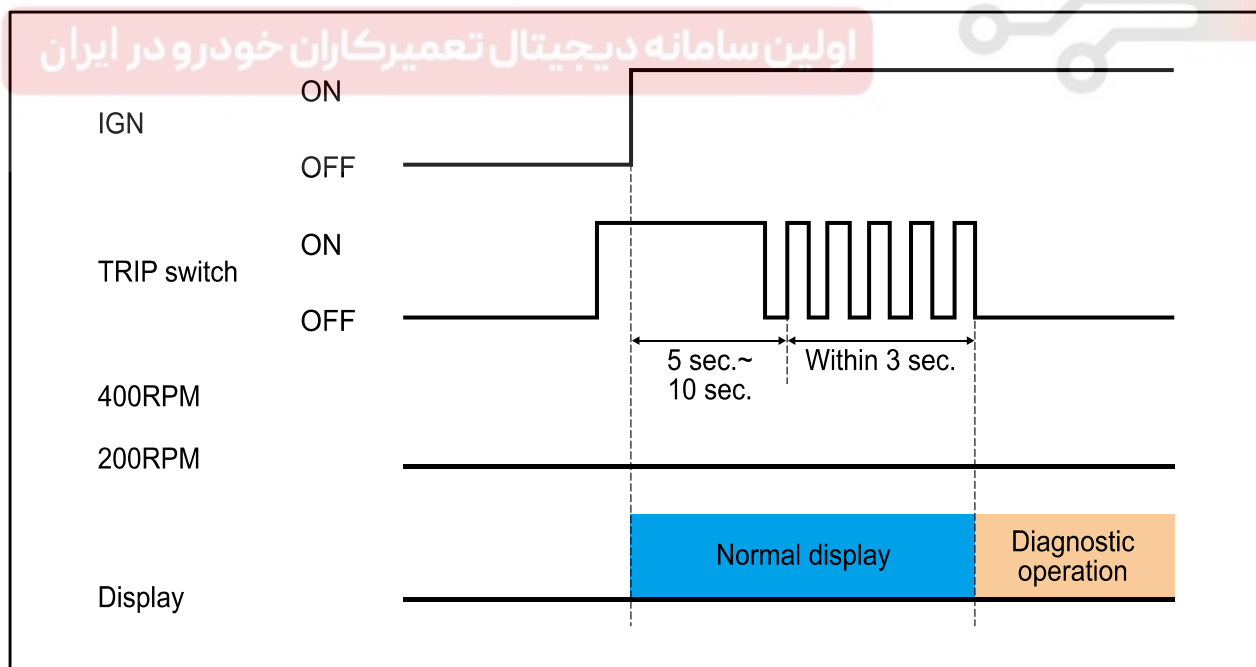 اولین سامانه دیجیتال تعمیرکاران خودرو در ایران
IGN
ON
OFF
TRIP switch
ON
OFF
5 sec.~
10 sec.
Within 3 sec.
400RPM
200RPM
Display
Normal display
Diagnostic
operation